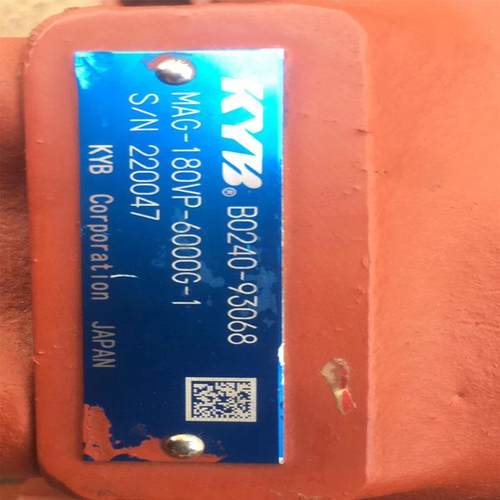 KYB® B0240-93068
MAG-180VP-6000G-1
S/N 220047
KYB Corporation JAPAN